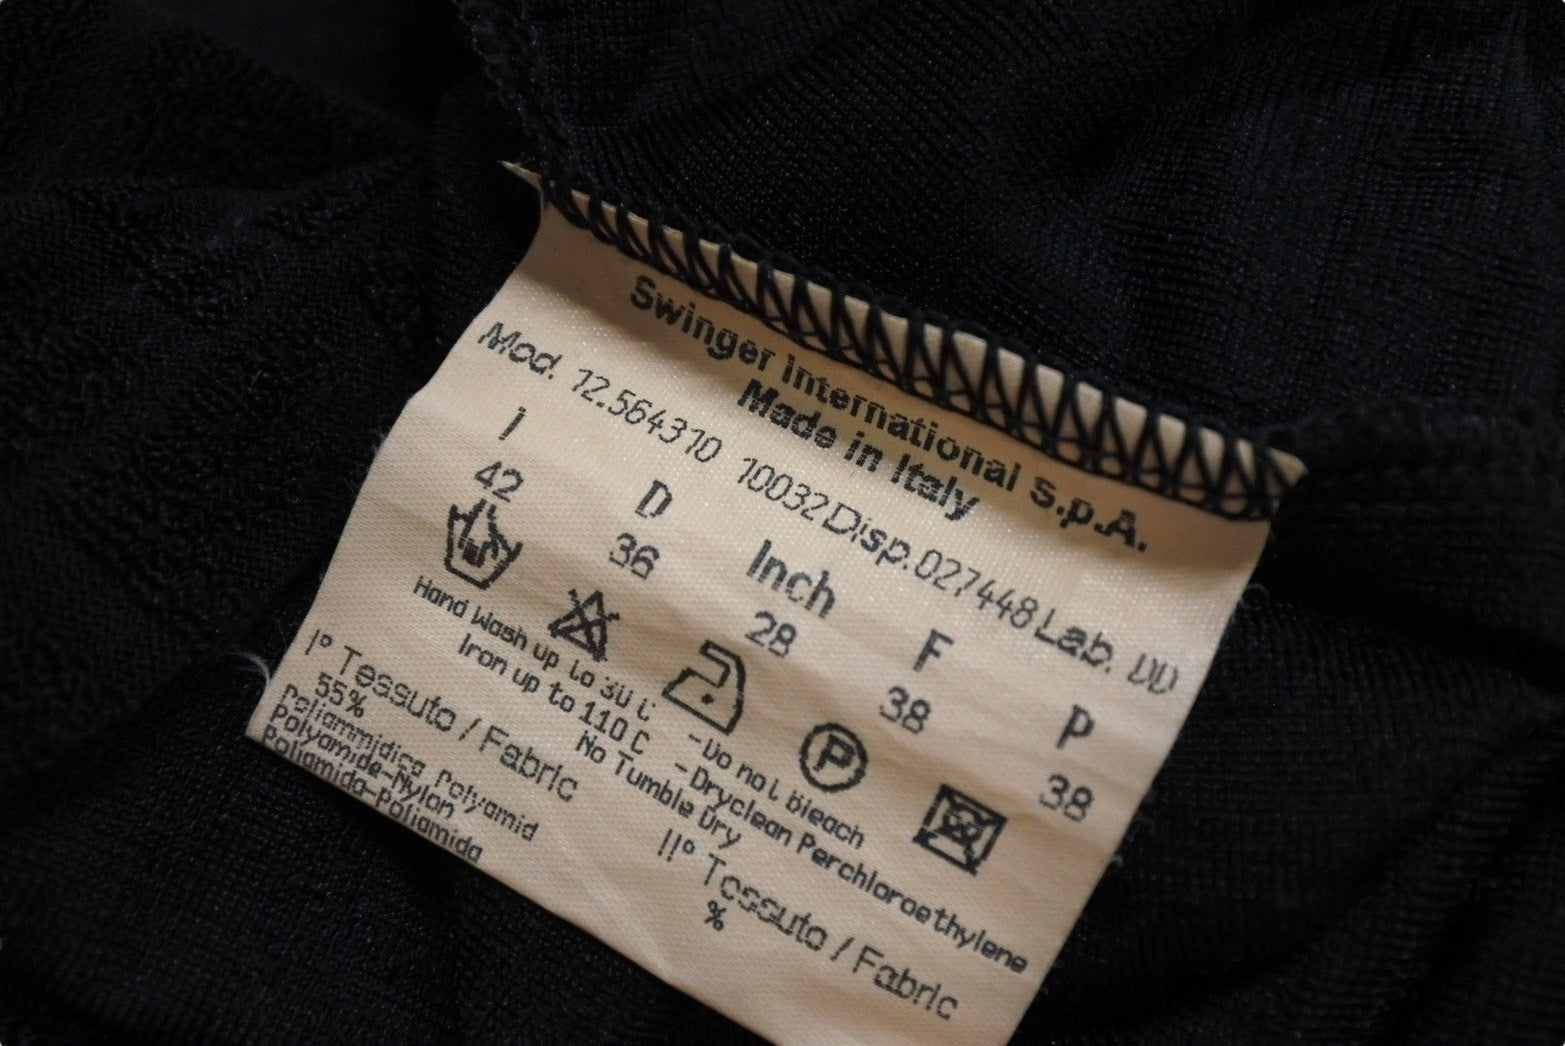 Swinger International S.p.A.
Made in Italy
Mod. 12.564310 10032 Disp. 027448 Lab. DD
I D Inch F P
42 36 28 38 38
P
Hand Wash up to 30 C - Do not bleach
Iron up to 110 C - Dryclean Perchloroethylene
No Tumble Dry
I° Tessuto / Fabric II° Tessuto / Fabric
55% %
Poliammidica Polyamid
Polyamide-Nylon
Poliamida-Poliamida